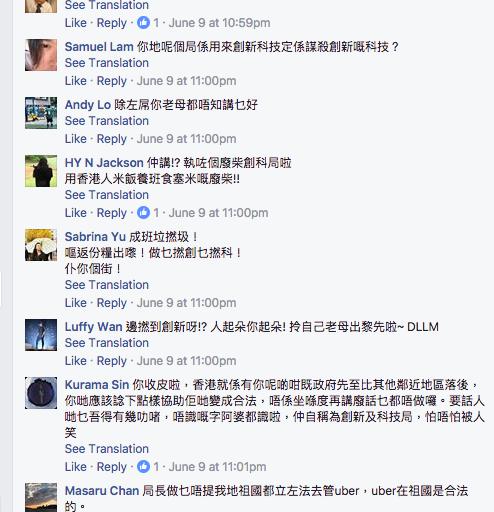 See Translation
Like · Reply · 1 · June 9 at 10:59pm
Samuel Lam 你地呢個局係用來創新科技定係謀殺創新嘅科技？
See Translation
Like · Reply · June 9 at 11:00pm
Andy Lo 除左屌你老母都唔知講乜好
See Translation
Like · Reply · June 9 at 11:00pm
HY N Jackson 仲講!? 執咗個廢柴創科局啦
用香港人米飯養班食塞米嘅廢柴!!
See Translation
Like · Reply · 1 · June 9 at 11:00pm
Sabrina Yu 成班垃撚圾！
嘔返份糧出嚟！做乜撚創乜撚科！
仆你個街！
See Translation
Like · Reply · June 9 at 11:00pm
Luffy Wan 邊撚到創新呀!? 人起朵你起朵! 拎自己老母出黎先啦~ DLLM
See Translation
Like · Reply · June 9 at 11:00pm
Kurama Sin 你收皮啦，香港就係有你呢啲咁既政府先至比其他鄰近地區落後，
你哋應該諗下點樣協助佢哋變成合法，唔係坐喺度再講廢話乜都唔做囉。要話人
哋乜吾得有幾叻啫，唔識嘅字阿婆都識啦，仲自稱為創新及科技局，怕唔怕被人
笑
See Translation
Like · Reply · 1 · June 9 at 11:01pm
Masaru Chan 局長做乜唔提我地祖國都立左法去管uber，uber在祖國是合法
的。